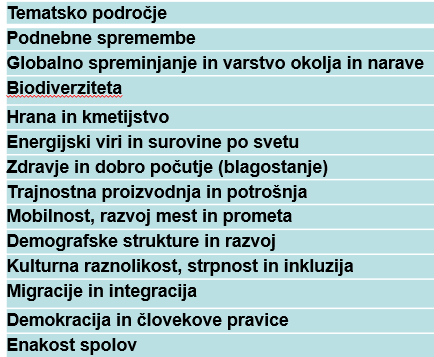 Tematsko področje
Podnebne spremembe
Globalno spreminjanje in varstvo okolja in narave
Biodiverziteta
Hrana in kmetijstvo
Energijski viri in surovine po svetu
Zdravje in dobro počutje (blagostanje)
Trajnostna proizvodnja in potrošnja
Mobilnost, razvoj mest in prometa
Demografske strukture in razvoj
Kulturna raznolikost, strpnost in inkluzija
Migracije in integracija
Demokracija in človekove pravice
Enakost spolov